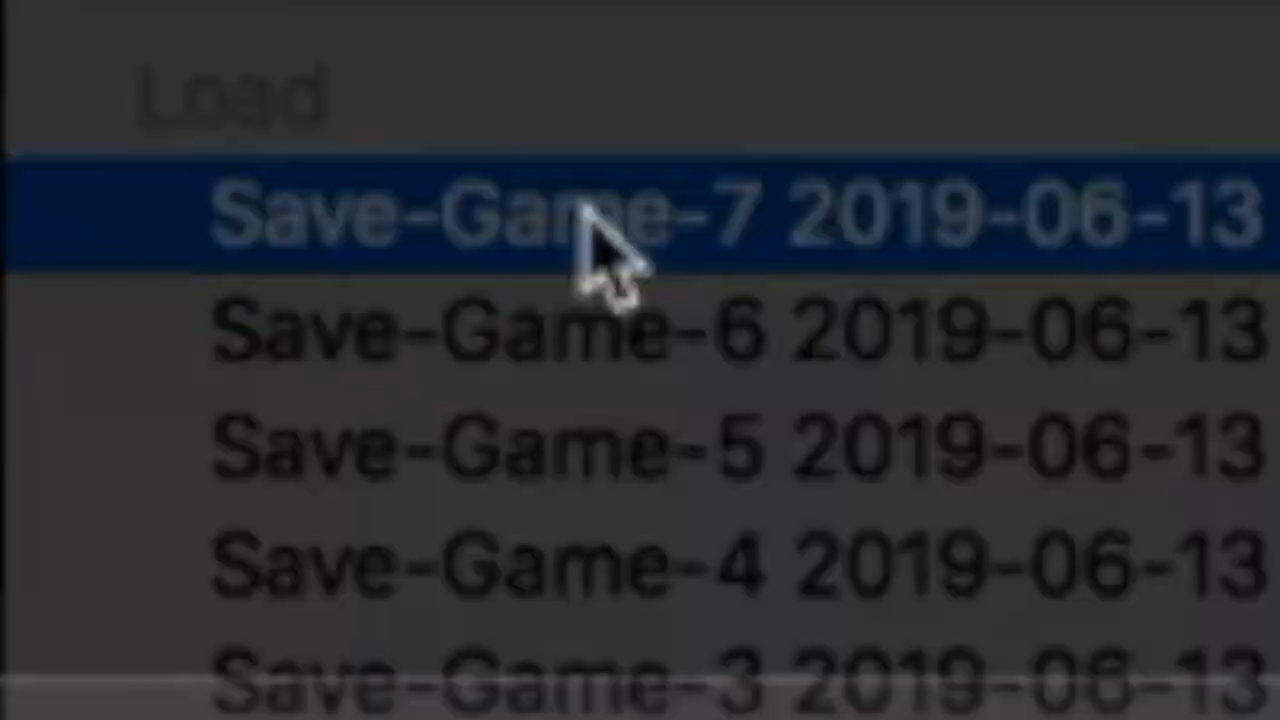 Load
Save-Game-7 2019-06-13
Save-Game-6 2019-06-13
Save-Game-5 2019-06-13
Save-Game-4 2019-06-13
Save-Game-3 2019-06-13